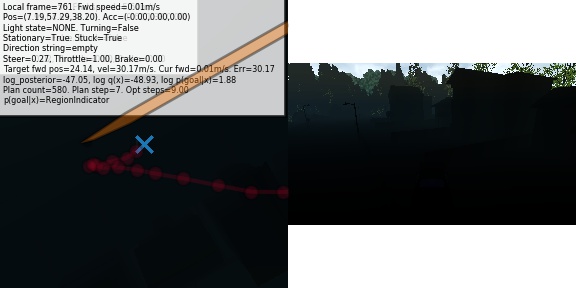 Local frame=761. Fwd speed=0.01m/s
Pos=(7.19,57.29,38.20). Acc=(-0.00,0.00,0.00)
Light state=NONE. Turning=False
Stationary=True. Stuck=True
Direction string=empty
Steer=0.27, Throttle=1.00, Brake=0.00
Target fwd pos=24.14, vel=30.17m/s. Cur fwd=0.01m/s. Err=30.17
log_posterior=-47.05, log q(x)=-48.93, log p(goal|x)=1.88
Plan count=580. Plan step=7. Opt steps=9.00
p(goal|x)=RegionIndicator